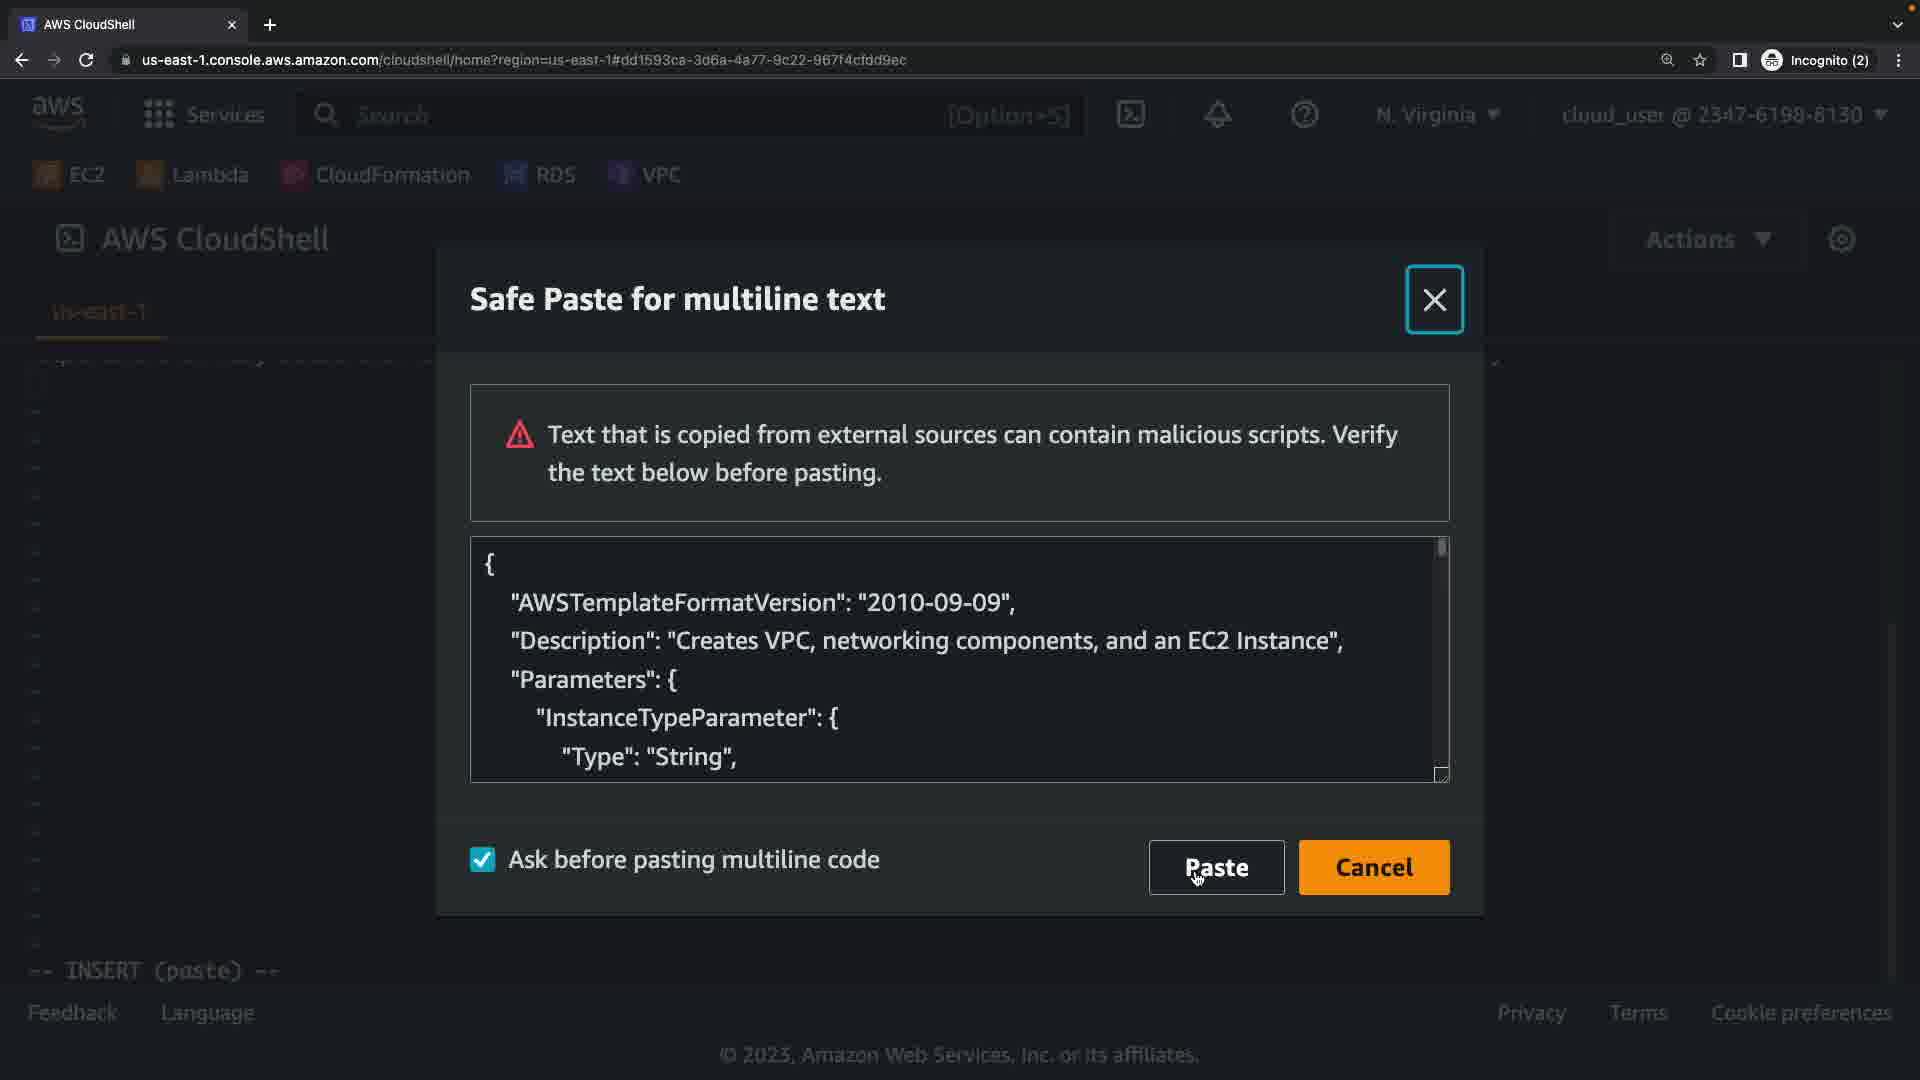 AWS CloudShell
us-east-1.console.aws.amazon.com/cloudshell/home?region=us-east-1#dd1593ca-3d6a-4a77-9c22-967f4cfdd9ec
Incognito (2)
aws
Services
Search
[Option+S]
N. Virginia
cloud_user @ 2347-6198-8130
EC2
Lambda
CloudFormation
RDS
VPC
AWS CloudShell
Actions
us-east-1
Safe Paste for multiline text
Text that is copied from external sources can contain malicious scripts. Verify
the text below before pasting.
{
"AWSTemplateFormatVersion": "2010-09-09",
"Description": "Creates VPC, networking components, and an EC2 Instance",
"Parameters": {
"InstanceTypeParameter": {
"Type": "String",
Ask before pasting multiline code
Paste
Cancel
-- INSERT (paste) --
Feedback
Language
Privacy
Terms
Cookie preferences
© 2023, Amazon Web Services, Inc. or its affiliates.